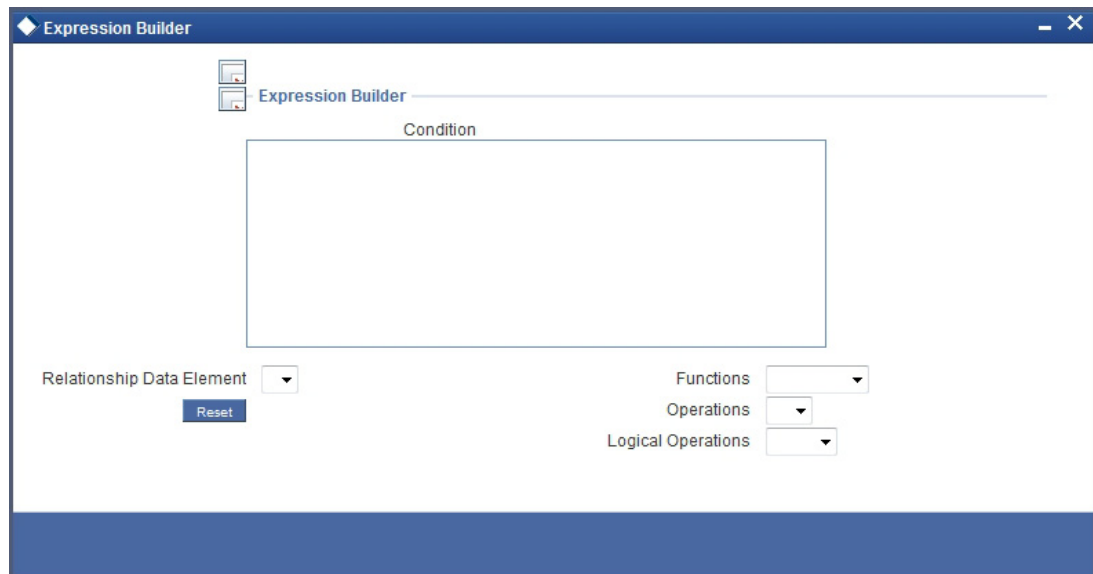 Expression Builder
Expression Builder
Condition
Relationship Data Element
Functions
Reset
Operations
Logical Operations